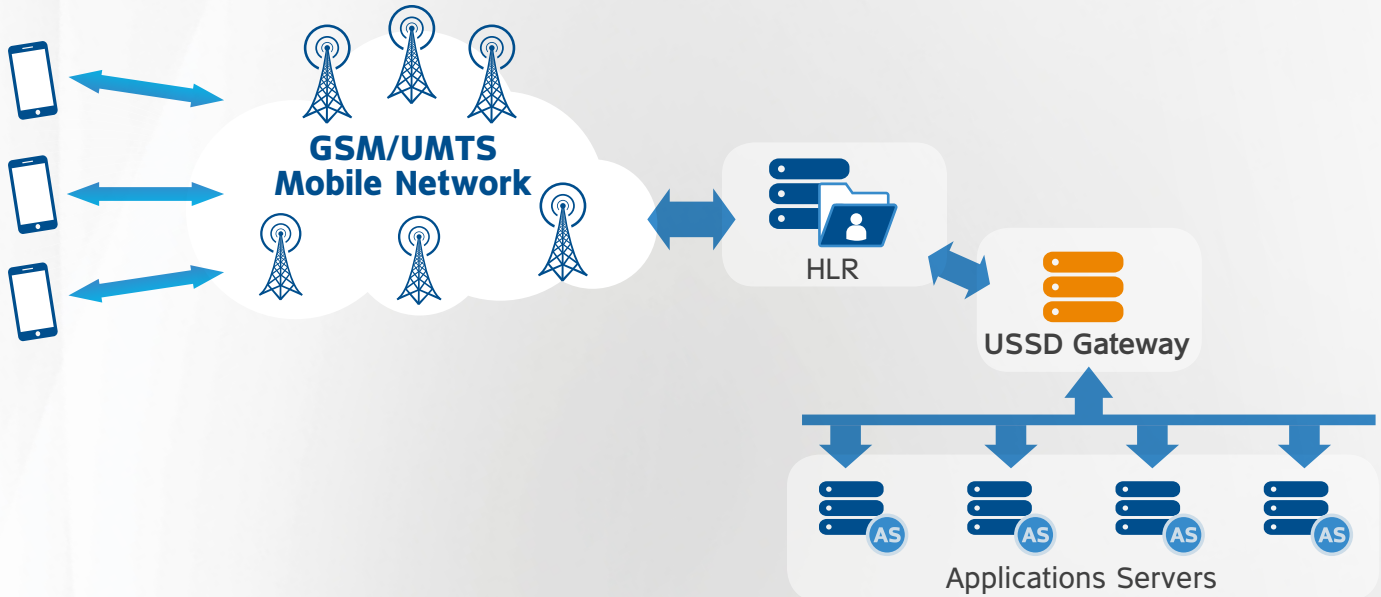 GSM/UMTS
Mobile Network
HLR
USSD Gateway
AS
AS
AS
AS
Applications Servers